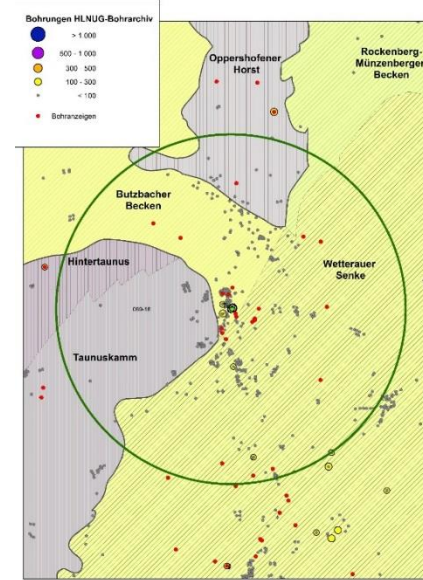 Bohrungen HLNUG-Bohrarchiv
> 1 000
500 - 1 000
300 - 500
100 - 300
< 100
Bohranzeigen
Oppershofener
Horst
Rockenberg-
Münzenberger
Becken
Butzbacher
Becken
Wetterauer
Senke
Hintertaunus
Taunuskamm